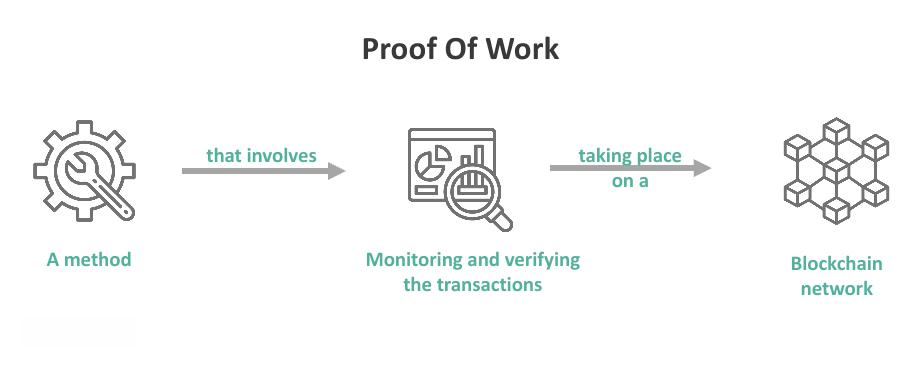 Proof Of Work
that involves
taking place
on a
A method
Monitoring and verifying
the transactions
Blockchain
network